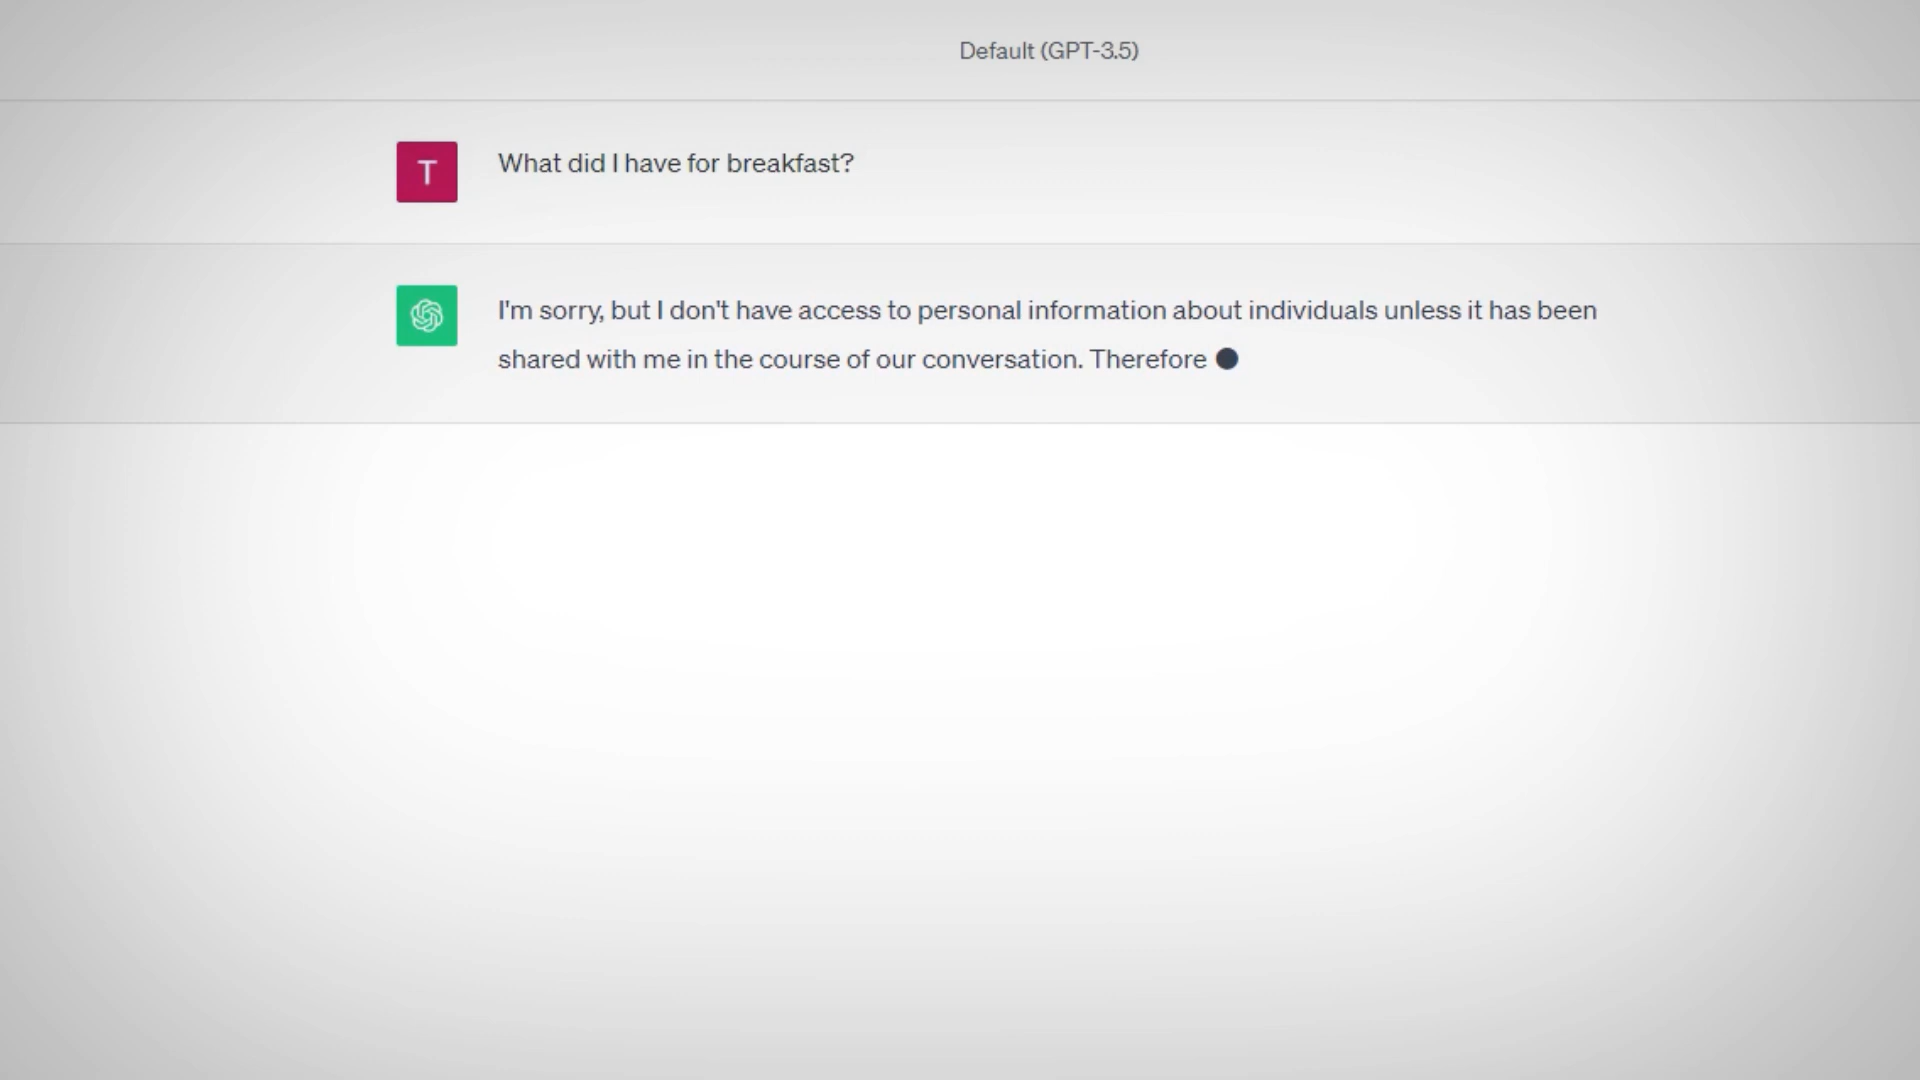 Default (GPT-3.5)
T
What did I have for breakfast?
I'm sorry, but I don't have access to personal information about individuals unless it has been
shared with me in the course of our conversation. Therefore